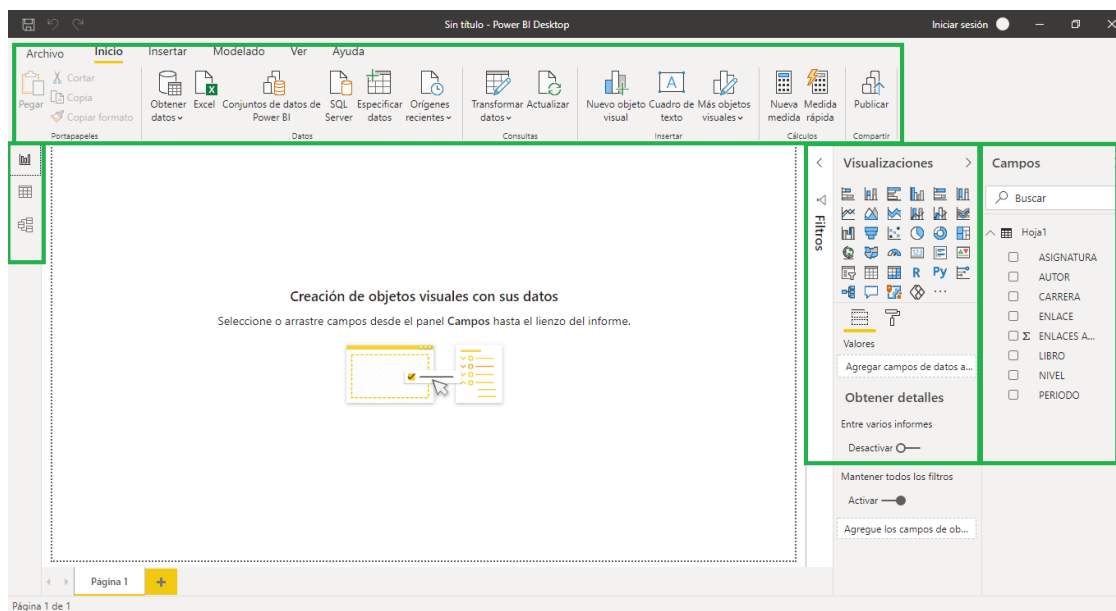 Sin título - Power BI Desktop
Iniciar sesión
Archivo Inicio Insertar Modelado Ver Ayuda
Pegar
Cortar
Copia
Copiar formato
Portapapeles
Obtener datos
Excel
Conjuntos de datos de Power BI
SQL Server
Especificar datos
Orígenes recientes
Datos
Transformar datos
Actualizar
Consultas
Nuevo objeto visual
Cuadro de texto
Más objetos visuales
Insertar
Nueva medida
Medida rápida
Cálculos
Publicar
Compartir
Creación de objetos visuales con sus datos
Seleccione o arrastre campos desde el panel Campos hasta el lienzo del informe.
Filtros
Visualizaciones
R Py
Valores
Agregar campos de datos a...
Obtener detalles
Entre varios informes
Desactivar
Mantener todos los filtros
Activar
Agregue los campos de ob...
Campos
Buscar
Hoja1
ASIGNATURA
AUTOR
CARRERA
ENLACE
Σ ENLACES A...
LIBRO
NIVEL
PERIODO
Página 1
Página 1 de 1